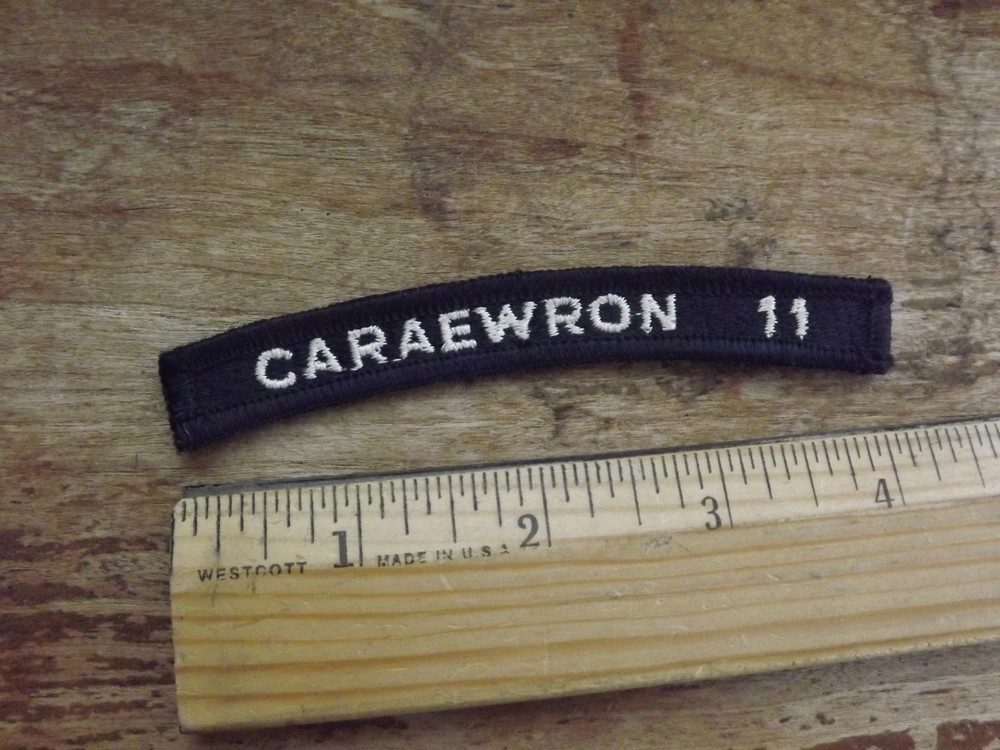 CARAEWRON 11
1 2 3 4
WESTCOTT MADE IN U.S.A